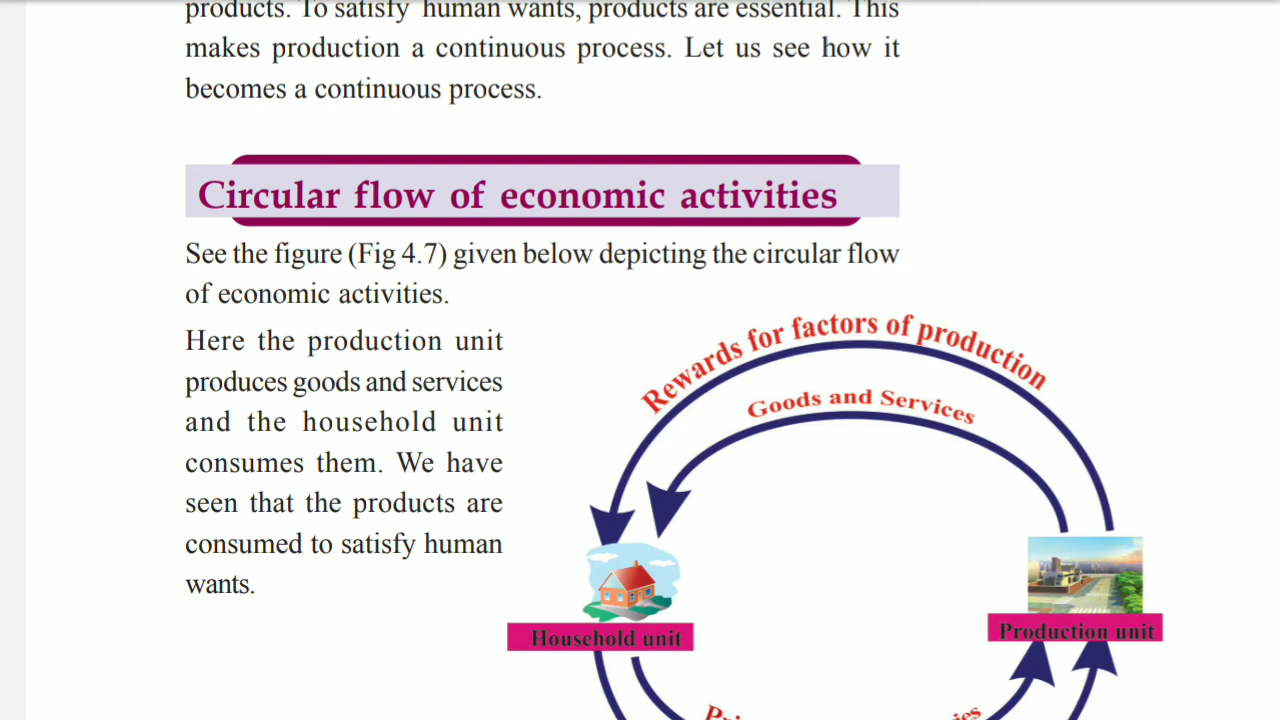 products. To satisfy human wants, products are essential. This
makes production a continuous process. Let us see how it
becomes a continuous process.
Circular flow of economic activities
See the figure (Fig 4.7) given below depicting the circular flow
of economic activities.
Here the production unit
produces goods and services
and the household unit
consumes them. We have
seen that the products are
consumed to satisfy human
wants.
Rewards for factors of production
Goods and Services
Household unit
Production unit